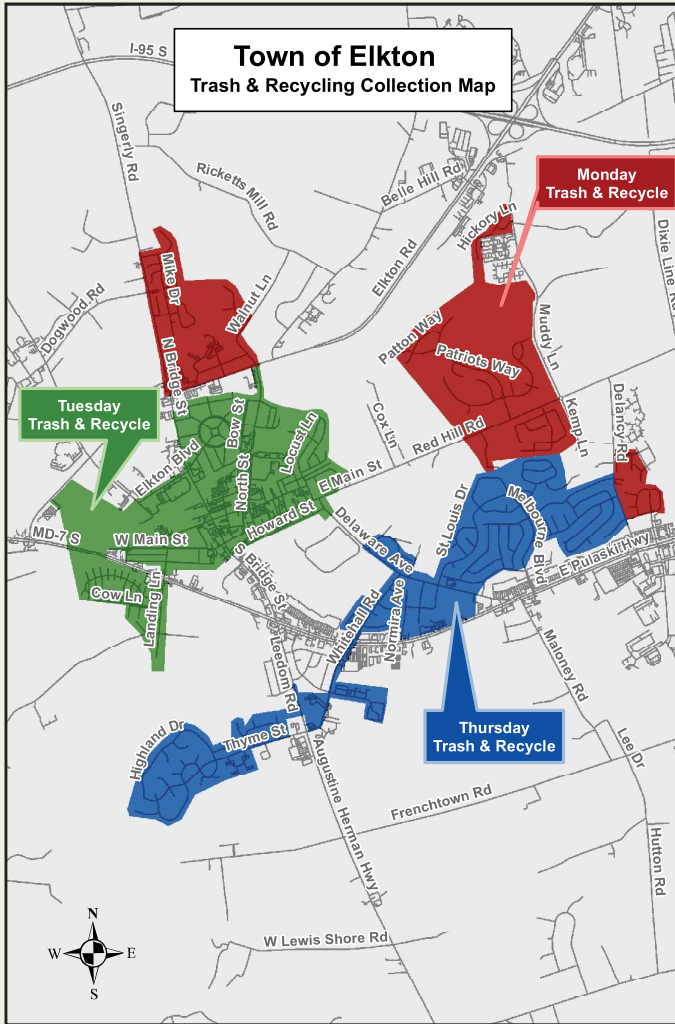 I-95 S
Town of Elkton
Trash & Recycling Collection Map
Singerly Rd
Ricketts Mill Rd
Belle Hill Rd
Monday
Trash & Recycle
Hickory Ln
Dixie Line Rd
Elkton Rd
Mike Dr
Walnut Ln
Dogwood Rd
N Bridge St
Patton Way
Patriots Way
Muddy Ln
Kemp Ln
Delancy Rd
Tuesday
Trash & Recycle
Bow St
Locust Ln
Cox Ln
Red Hill Rd
Elkton Blvd
North St
E Main St
Howard St
MD-7 S
W Main St
S Bridge St
Delaware Ave
St Louis Dr
Melbourne Blvd
E Pulaski Hwy
Cow Ln
Landing Ln
Whitehall Rd
Normira Ave
Leedom Rd
Maloney Rd
Highland Dr
Thyme St
Thursday
Trash & Recycle
Lee Dr
Augustine Herman Hwy
Frenchtown Rd
Hutton Rd
W Lewis Shore Rd
N
W
E
S